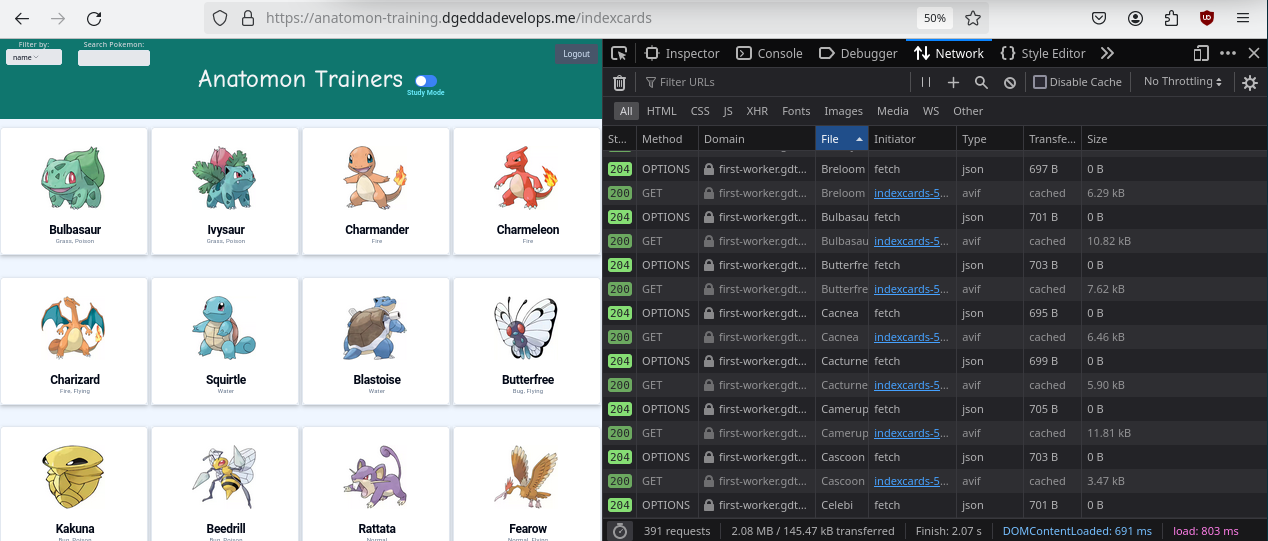 https://anatomon-training.dgeddadevelops.me/indexcards
50%
Filter by:
name
Search Pokemon:
Logout
Anatomon Trainers
Study Mode
Bulbasaur
Grass, Poison
Ivysaur
Grass, Poison
Charmander
Fire
Charmeleon
Fire
Charizard
Fire, Flying
Squirtle
Water
Blastoise
Water
Butterfree
Bug, Flying
Kakuna
Bug, Poison
Beedrill
Bug, Poison
Rattata
Normal
Fearow
Normal, Flying
Inspector
Console
Debugger
Network
Style Editor
Filter URLs
Disable Cache
No Throttling
All HTML CSS JS XHR Fonts Images Media WS Other
St... Method Domain File Initiator Type Transfe... Size
204 OPTIONS first-worker.gdt... Breloom fetch json 697 B 0 B
200 GET first-worker.gdt... Breloom indexcards-5... avif cached 6.29 kB
204 OPTIONS first-worker.gdt... Bulbasau fetch json 701 B 0 B
200 GET first-worker.gdt... Bulbasau indexcards-5... avif cached 10.82 kB
204 OPTIONS first-worker.gdt... Butterfre fetch json 703 B 0 B
200 GET first-worker.gdt... Butterfre indexcards-5... avif cached 7.62 kB
204 OPTIONS first-worker.gdt... Cacnea fetch json 695 B 0 B
200 GET first-worker.gdt... Cacnea indexcards-5... avif cached 6.46 kB
204 OPTIONS first-worker.gdt... Cacturne fetch json 699 B 0 B
200 GET first-worker.gdt... Cacturne indexcards-5... avif cached 5.90 kB
204 OPTIONS first-worker.gdt... Camerup fetch json 705 B 0 B
200 GET first-worker.gdt... Camerup indexcards-5... avif cached 11.81 kB
204 OPTIONS first-worker.gdt... Cascoon fetch json 703 B 0 B
200 GET first-worker.gdt... Cascoon indexcards-5... avif cached 3.47 kB
204 OPTIONS first-worker.gdt... Celebi fetch json 701 B 0 B
391 requests 2.08 MB / 145.47 kB transferred Finish: 2.07 s DOMContentLoaded: 691 ms load: 803 ms